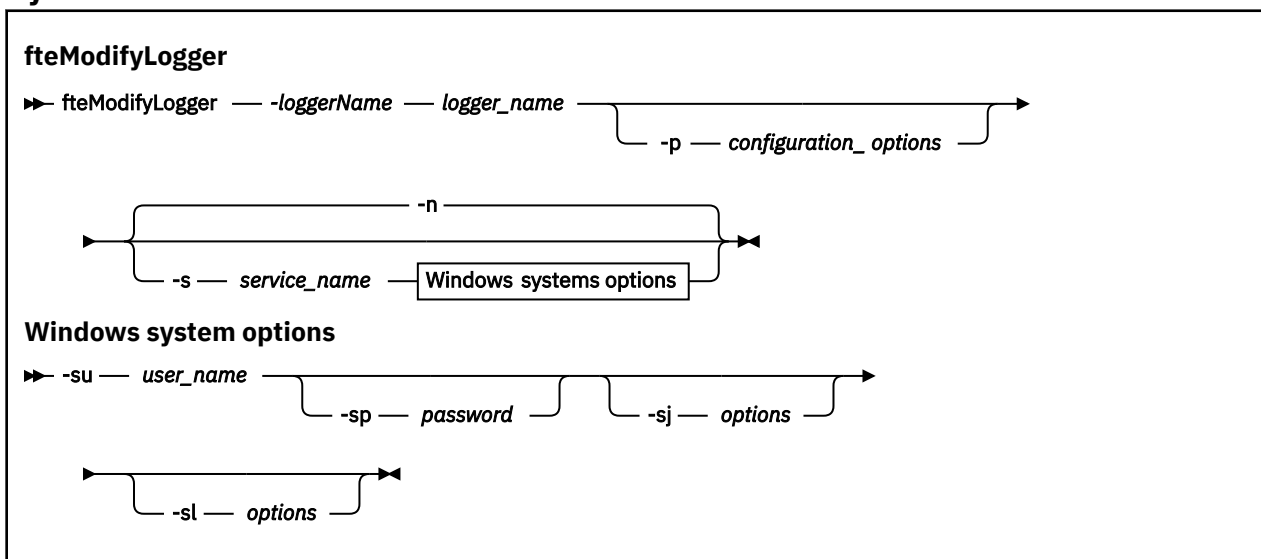 fteModifyLogger
fteModifyLogger -loggerName logger_name
-p configuration_ options
-n
-s service_name Windows systems options
Windows system options
-su user_name
-sp password -sj options
-sl options